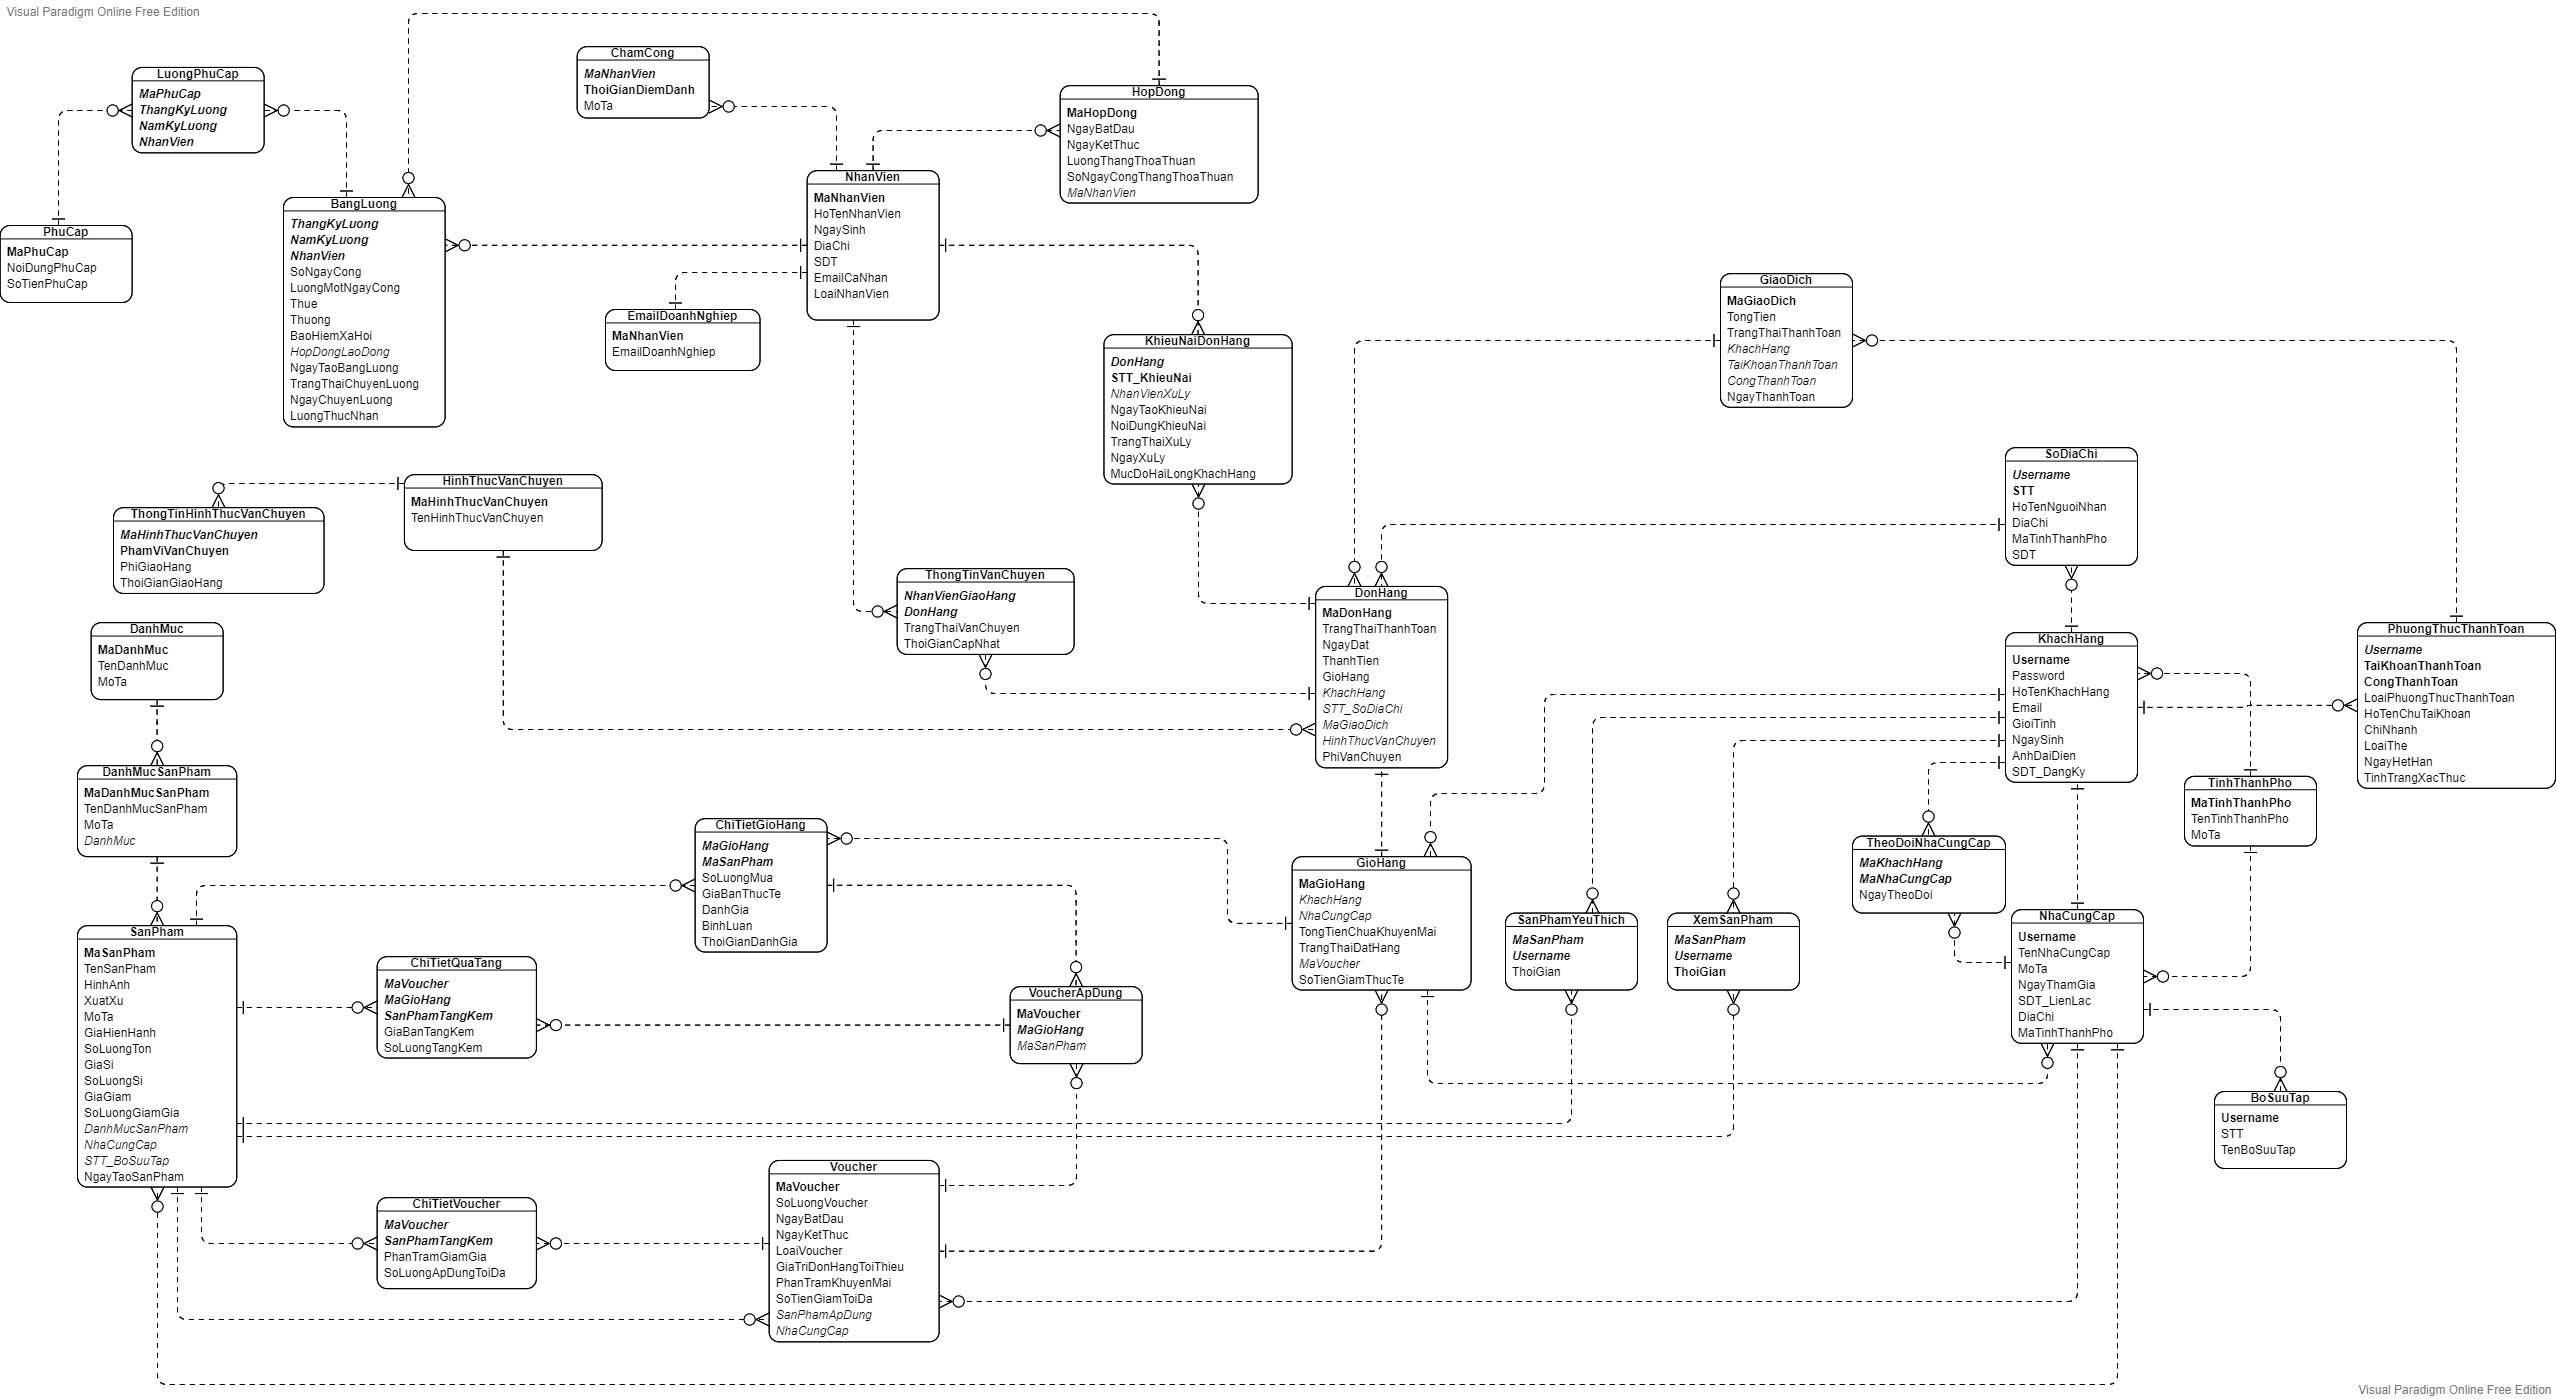 Visual Paradigm Online Free Edition
LuongPhuCap
MaPhuCap
ThangKyLuong
NamKyLuong
NhanVien
ChamCong
MaNhanVien
ThoiGianDiemDanh
MoTa
HopDong
MaHopDong
NgayBatDau
NgayKetThuc
LuongThangThoaThuan
SoNgayCongThangThoaThuan
MaNhanVien
PhuCap
MaPhuCap
NoiDungPhuCap
SoTienPhuCap
BangLuong
ThangKyLuong
NamKyLuong
NhanVien
SoNgayCong
LuongMotNgayCong
Thue
Thuong
BaoHiemXaHoi
HopDongLaoDong
NgayTaoBangLuong
TrangThaiChuyenLuong
NgayChuyenLuong
LuongThucNhan
NhanVien
MaNhanVien
HoTenNhanVien
NgaySinh
DiaChi
SDT
EmailCaNhan
LoaiNhanVien
EmailDoanhNghiep
MaNhanVien
EmailDoanhNghiep
KhieuNaiDonHang
DonHang
STT_KhieuNai
NhanVienXuLy
NgayTaoKhieuNai
NoiDungKhieuNai
TrangThaiXuLy
NgayXuLy
MucDoHaiLongKhachHang
GiaoDich
MaGiaoDich
TongTien
TrangThaiThanhToan
KhachHang
TaiKhoanThanhToan
CongThanhToan
NgayThanhToan
SoDiaChi
Username
STT
HoTenNguoiNhan
DiaChi
MaTinhThanhPho
SDT
ThongTinHinhThucVanChuyen
MaHinhThucVanChuyen
PhamViVanChuyen
PhiGiaoHang
ThoiGianGiaoHang
HinhThucVanChuyen
MaHinhThucVanChuyen
TenHinhThucVanChuyen
ThongTinVanChuyen
NhanVienGiaoHang
DonHang
TrangThaiVanChuyen
ThoiGianCapNhat
DonHang
MaDonHang
TrangThaiThanhToan
NgayDat
ThanhTien
GioHang
KhachHang
STT_SoDiaChi
MaGiaoDich
HinhThucVanChuyen
PhiVanChuyen
KhachHang
Username
Password
HoTenKhachHang
Email
GioiTinh
NgaySinh
AnhDaiDien
SDT_DangKy
PhuongThucThanhToan
Username
TaiKhoanThanhToan
CongThanhToan
LoaiPhuongThucThanhToan
HoTenChuTaiKhoan
ChiNhanh
LoaiThe
NgayHetHan
TinhTrangXacThuc
DanhMuc
MaDanhMuc
TenDanhMuc
MoTa
DanhMucSanPham
MaDanhMucSanPham
TenDanhMucSanPham
MoTa
DanhMuc
TinhThanhPho
MaTinhThanhPho
TenTinhThanhPho
MoTa
ChiTietGioHang
MaGioHang
MaSanPham
SoLuongMua
GiaBanThucTe
DanhGia
BinhLuan
ThoiGianDanhGia
GioHang
MaGioHang
KhachHang
NhaCungCap
TongTienChuaKhuyenMai
TrangThaiDatHang
MaVoucher
SoTienGiamThucTe
TheoDoiNhaCungCap
MaKhachHang
MaNhaCungCap
NgayTheoDoi
SanPhamYeuThich
MaSanPham
Username
ThoiGian
XemSanPham
MaSanPham
Username
ThoiGian
NhaCungCap
Username
TenNhaCungCap
MoTa
NgayThamGia
SDT_LienLac
DiaChi
MaTinhThanhPho
SanPham
MaSanPham
TenSanPham
HinhAnh
XuatXu
MoTa
GiaHienHanh
SoLuongTon
GiaSi
SoLuongSi
GiaGiam
SoLuongGiamGia
DanhMucSanPham
NhaCungCap
STT_BoSuuTap
NgayTaoSanPham
ChiTietQuaTang
MaVoucher
MaGioHang
SanPhamTangKem
GiaBanTangKem
SoLuongTangKem
VoucherApDung
MaVoucher
MaGioHang
MaSanPham
BoSuuTap
Username
STT
TenBoSuuTap
ChiTietVoucher
MaVoucher
SanPhamTangKem
PhanTramGiamGia
SoLuongApDungToiDa
Voucher
MaVoucher
SoLuongVoucher
NgayBatDau
NgayKetThuc
LoaiVoucher
GiaTriDonHangToiThieu
PhanTramKhuyenMai
SoTienGiamToiDa
SanPhamApDung
NhaCungCap
Visual Paradigm Online Free Edition